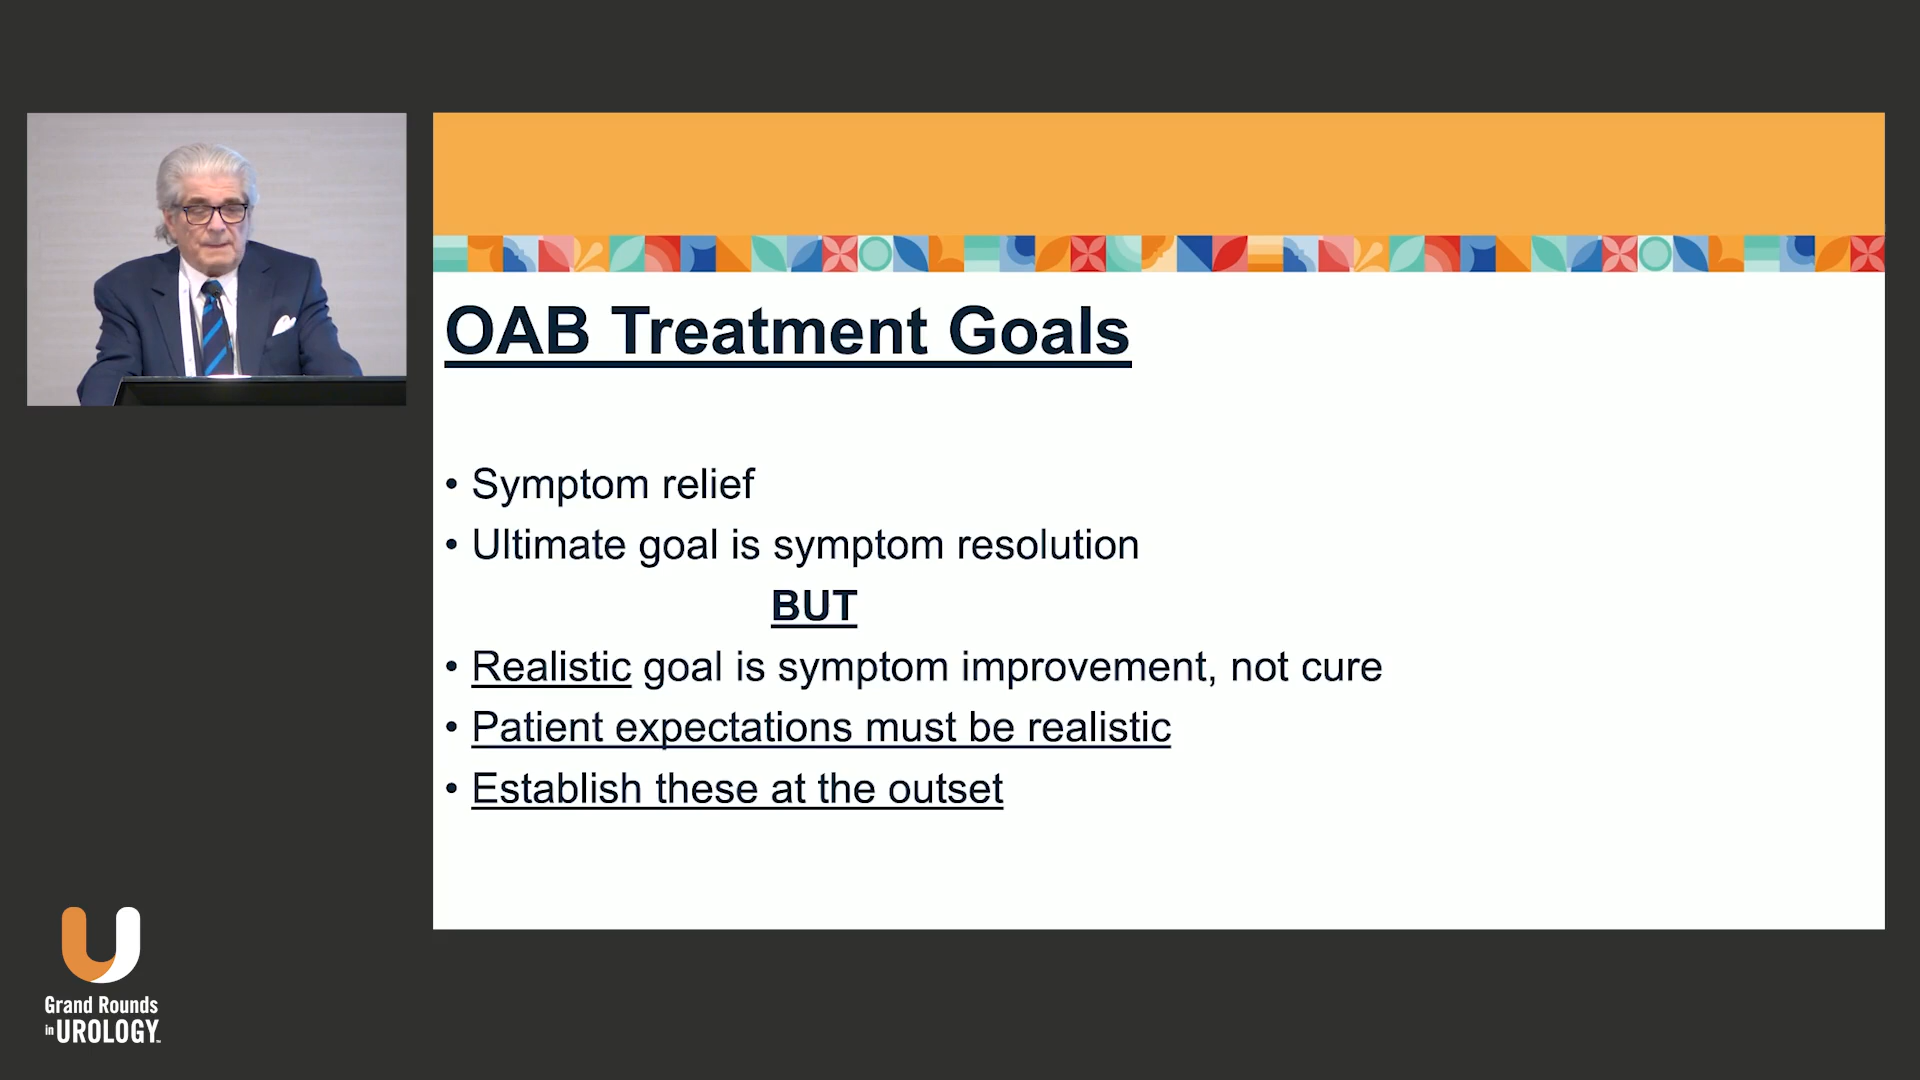 OAB Treatment Goals
• Symptom relief
• Ultimate goal is symptom resolution
BUT
• Realistic goal is symptom improvement, not cure
• Patient expectations must be realistic
• Establish these at the outset
Grand Rounds
in UROLOGY™